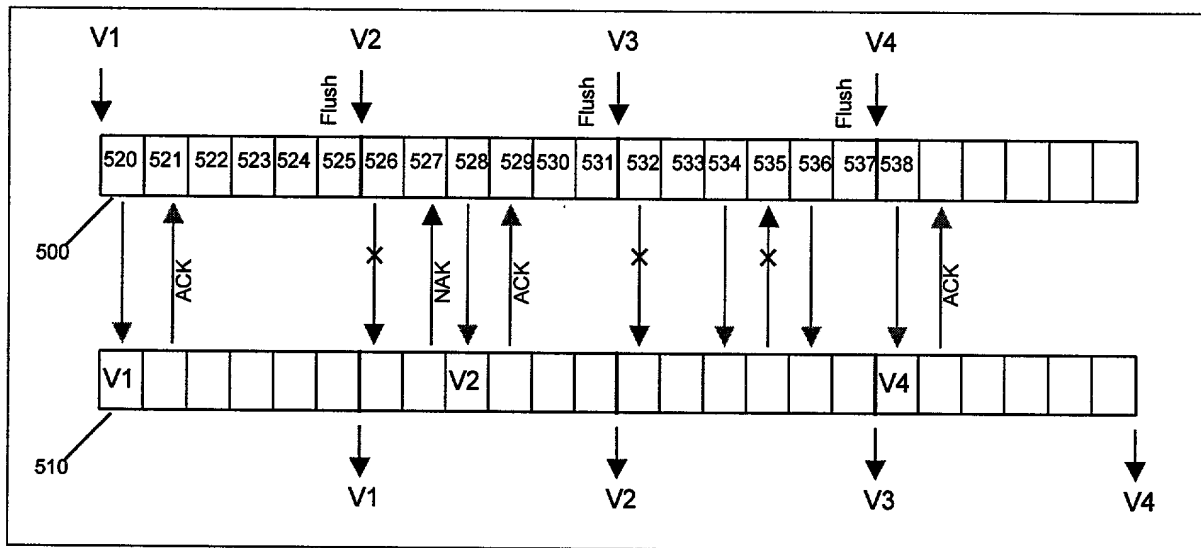 V1 V2 V3 V4
Flush Flush Flush
520 521 522 523 524 525 526 527 528 529 530 531 532 533 534 535 536 537 538
500
ACK NAK ACK ACK
V1 V2 V4
510
V1 V2 V3 V4